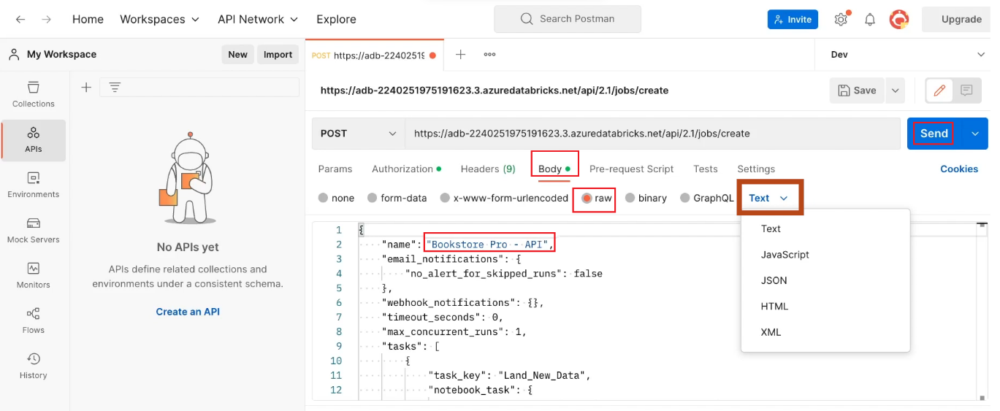 Home Workspaces API Network Explore Search Postman Invite Upgrade
My Workspace New Import
POST https://adb-22402519
Dev
Collections
APIs
Environments
Mock Servers
Monitors
Flows
History
No APIs yet
APIs define related collections and
environments under a consistent schema.
Create an API
https://adb-2240251975191623.3.azuredatabricks.net/api/2.1/jobs/create
Save
POST https://adb-2240251975191623.3.azuredatabricks.net/api/2.1/jobs/create Send
Params Authorization Headers (9) Body Pre-request Script Tests Settings Cookies
none form-data x-www-form-urlencoded raw binary GraphQL Text
Text
JavaScript
JSON
HTML
XML
1 {
2 "name": "Bookstore Pro - API",
3 "email_notifications": {
4 "no_alert_for_skipped_runs": false
5 },
6 "webhook_notifications": {},
7 "timeout_seconds": 0,
8 "max_concurrent_runs": 1,
9 "tasks": [
10 {
11 "task_key": "Land_New_Data",
12 "notebook_task": {